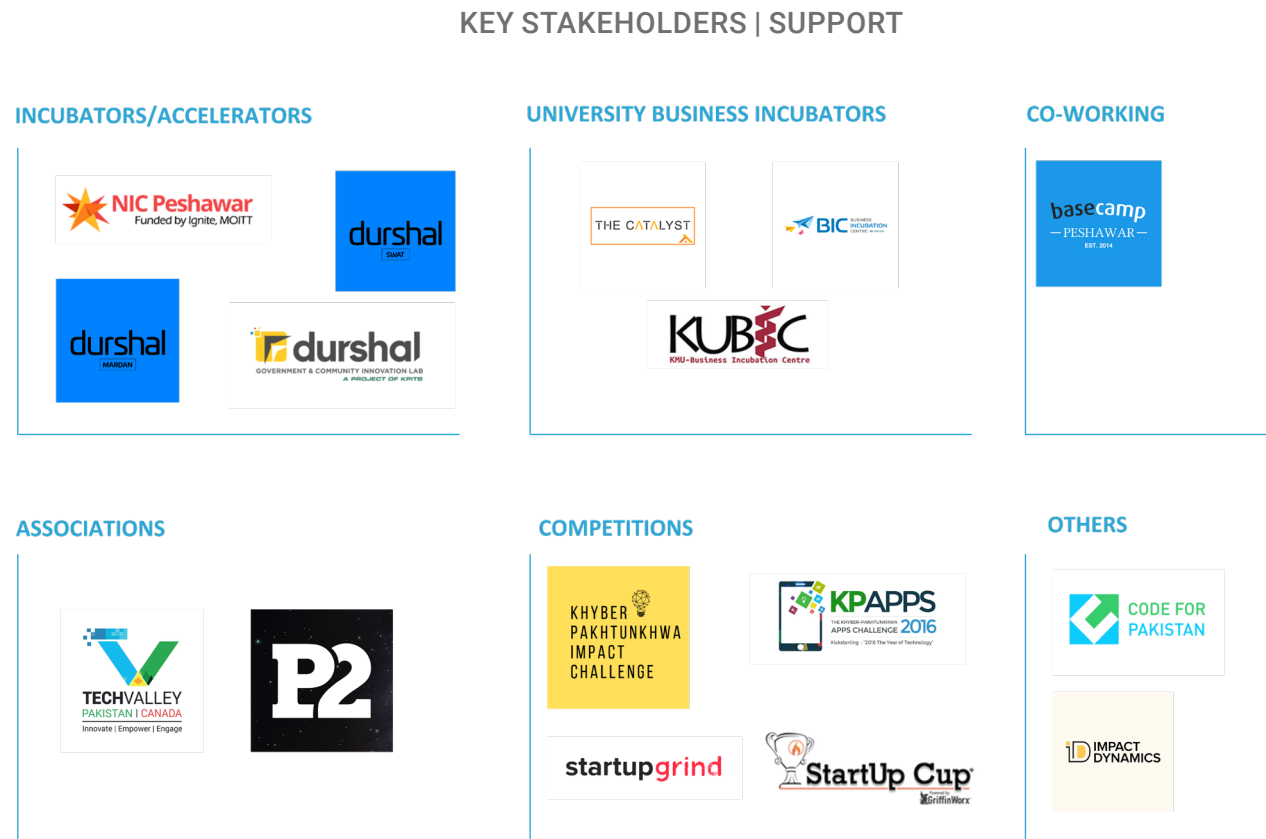 KEY STAKEHOLDERS | SUPPORT
INCUBATORS/ACCELERATORS
NIC Peshawar
Funded by Ignite, MOITT
durshal
SWAT
durshal
MARDAN
durshal
GOVERNMENT & COMMUNITY INNOVATION LAB
A PROJECT OF KPITB
UNIVERSITY BUSINESS INCUBATORS
THE CATALYST
BIC
BUSINESS
INCUBATION
CENTRE
KUBIC
KMU-Business Incubation Centre
CO-WORKING
basecamp
PESHAWAR
EST. 2014
ASSOCIATIONS
TECHVALLEY
PAKISTAN | CANADA
Innovate | Empower | Engage
P2
COMPETITIONS
KHYBER
PAKHTUNKHWA
IMPACT
CHALLENGE
KPAPPS
THE KHYBER-PAKHTUNKHWA
APPS CHALLENGE 2016
Kickstarting : "2016 The Year of Technology"
startupgrind
StartUp Cup®
Powered by
GriffinWorx
OTHERS
CODE FOR
PAKISTAN
iD IMPACT
DYNAMICS